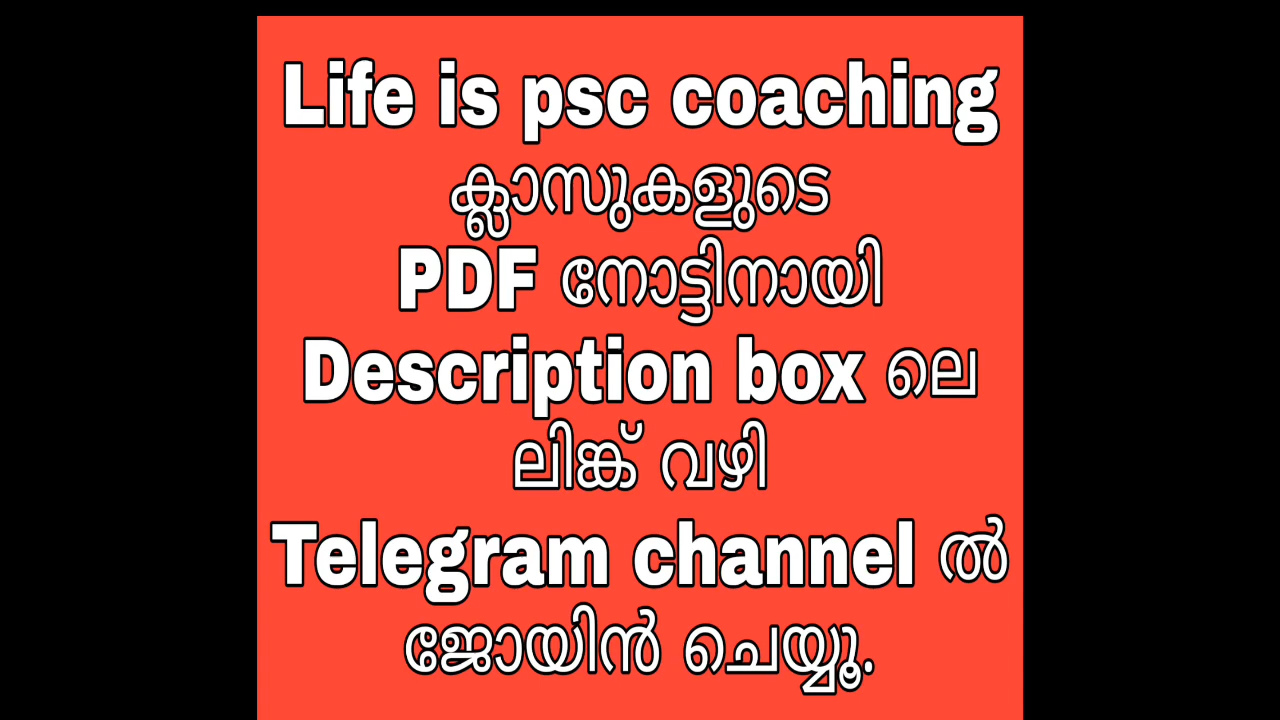 Life is psc coaching
ക്ലാസുകളുടെ
PDF നോട്ടിനായി
Description box ലെ
ലിങ്ക് വഴി
Telegram channel ൽ
ജോയിൻ ചെയ്യൂ.